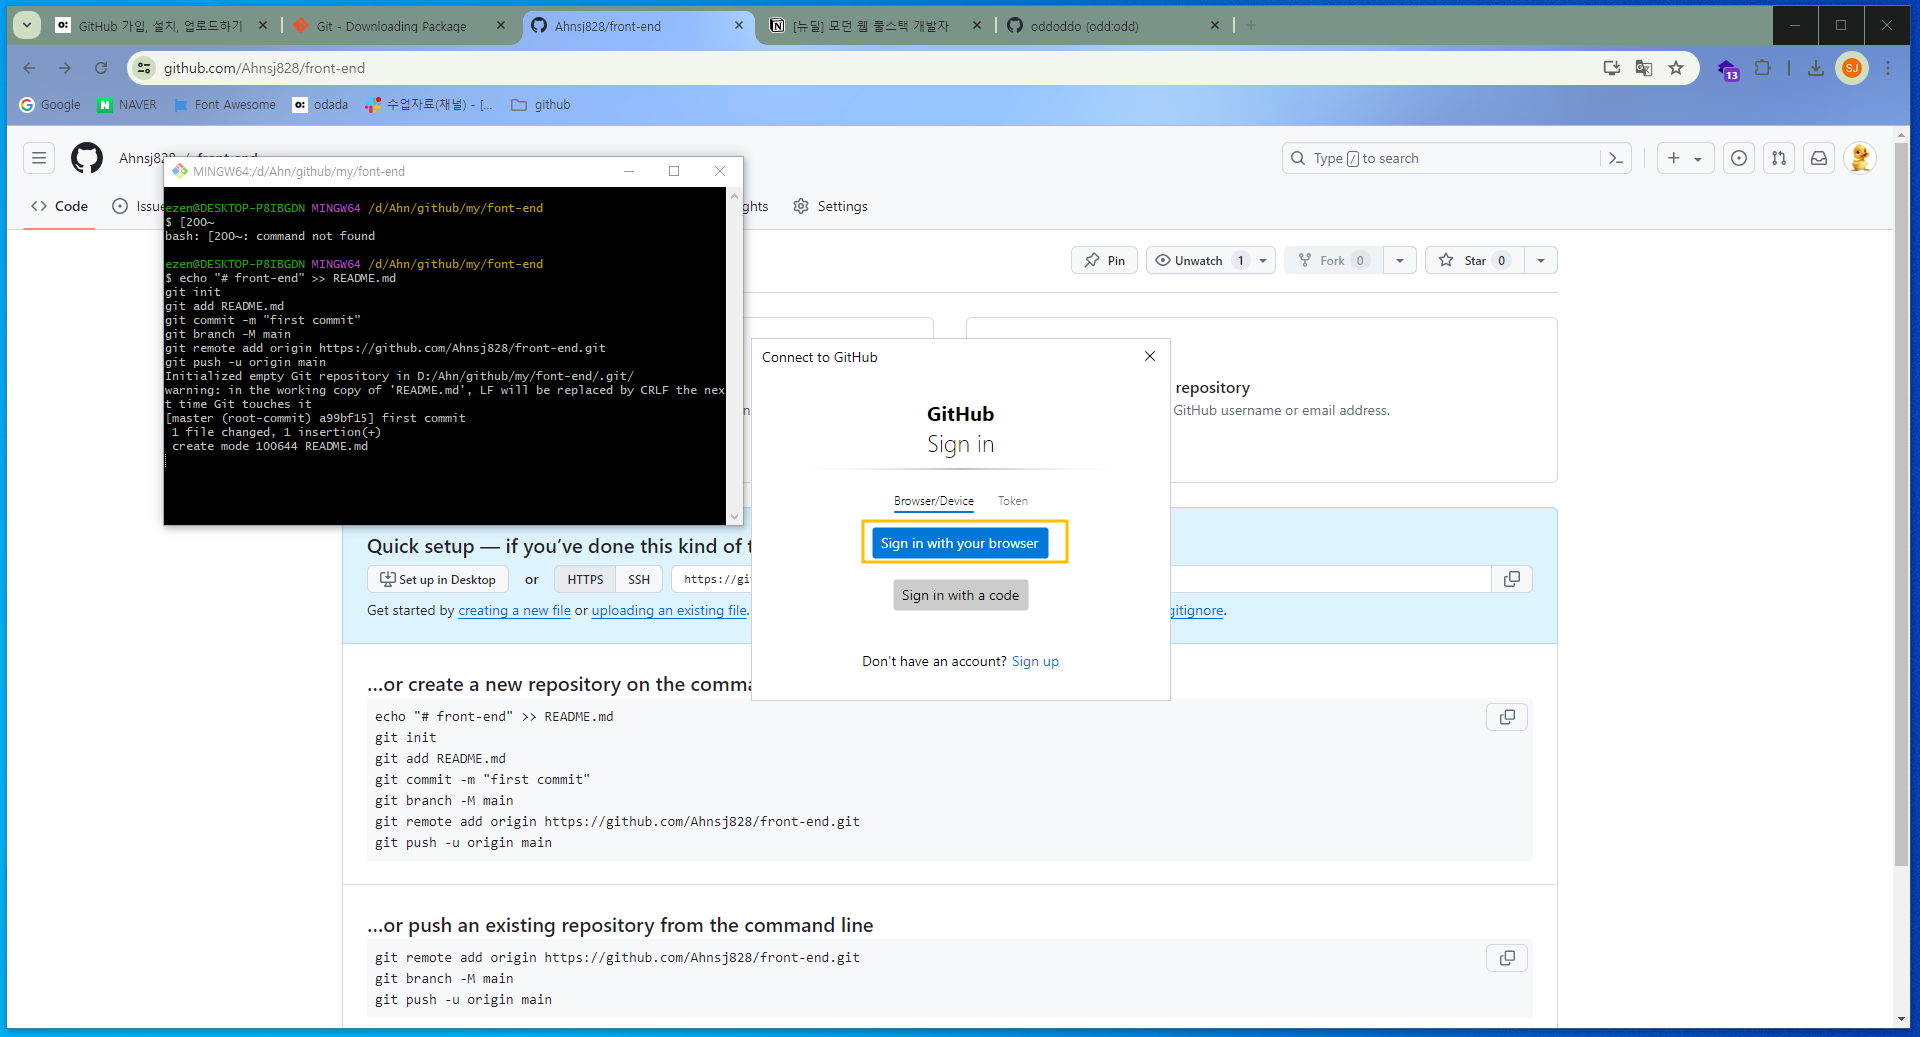 GitHub 가입, 설치, 업로드하기
Git - Downloading Package
Ahnsj828/front-end
[뉴딜] 모던 웹 풀스택 개발자
oddoddo (odd:odd)
github.com/Ahnsj828/front-end
13
SJ
Google
NAVER
Font Awesome
odada
수업자료(채널) - [...
github
Ahnsj828 / front-end
Type / to search
Code
Issu
ghts
Settings
MINGW64:/d/Ahn/github/my/font-end
ezen@DESKTOP-P8IBGDN MINGW64 /d/Ahn/github/my/font-end
$ [200~
bash: [200~: command not found
ezen@DESKTOP-P8IBGDN MINGW64 /d/Ahn/github/my/font-end
$ echo "# front-end" >> README.md
git init
git add README.md
git commit -m "first commit"
git branch -M main
git remote add origin https://github.com/Ahnsj828/front-end.git
git push -u origin main
Initialized empty Git repository in D:/Ahn/github/my/font-end/.git/
warning: in the working copy of 'README.md', LF will be replaced by CRLF the nex
t time Git touches it
[master (root-commit) a99bf15] first commit
1 file changed, 1 insertion(+)
create mode 100644 README.md
Pin
Unwatch 1
Fork 0
Star 0
repository
GitHub username or email address.
Connect to GitHub
GitHub
Sign in
Browser/Device
Token
Sign in with your browser
Sign in with a code
Don't have an account? Sign up
Quick setup — if you've done this kind of t
Set up in Desktop
or
HTTPS
SSH
https://gi
Get started by creating a new file or uploading an existing file.
gitignore.
…or create a new repository on the comma
echo "# front-end" >> README.md
git init
git add README.md
git commit -m "first commit"
git branch -M main
git remote add origin https://github.com/Ahnsj828/front-end.git
git push -u origin main
…or push an existing repository from the command line
git remote add origin https://github.com/Ahnsj828/front-end.git
git branch -M main
git push -u origin main